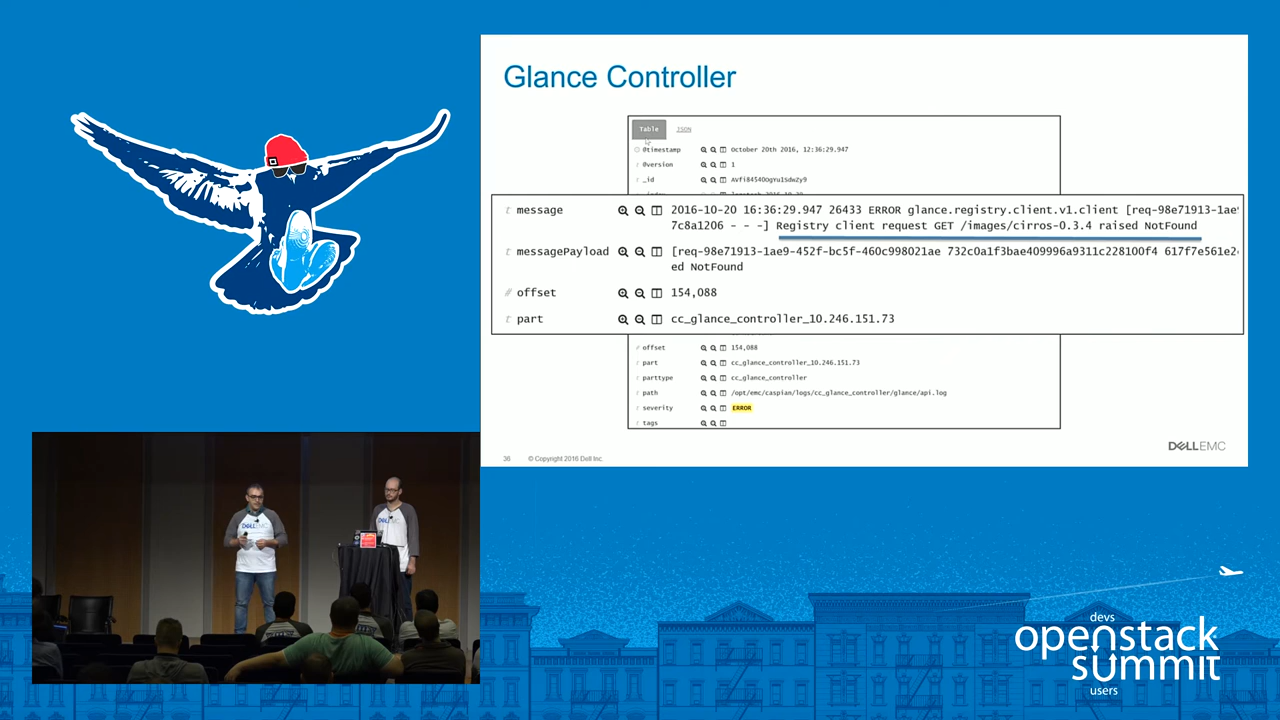 Glance Controller
Table JSON
@timestamp October 20th 2016, 12:36:29.947
@version 1
_id
t message 2016-10-20 16:36:29.947 26433 ERROR glance.registry.client.v1.client [req-98e71913-1ae
7c8a1206 - - -] Registry client request GET /images/cirros-0.3.4 raised NotFound
t messagePayload [req-98e71913-1ae9-452f-bc5f-460c998021ae 732c0a1f3bae409996a9311c228100f4 617f7e561e2
ed NotFound
# offset 154,088
t part cc_glance_controller_10.246.151.73
# offset 154,088
t part cc_glance_controller_10.246.151.73
t parttype cc_glance_controller
t path /opt/emc/caspian/logs/cc_glance_controller/glance/api.log
t severity ERROR
t tags
36 © Copyright 2016 Dell Inc.
DELLEMC
DELLEMC
DELLEMC
devs
openstack
summit
users